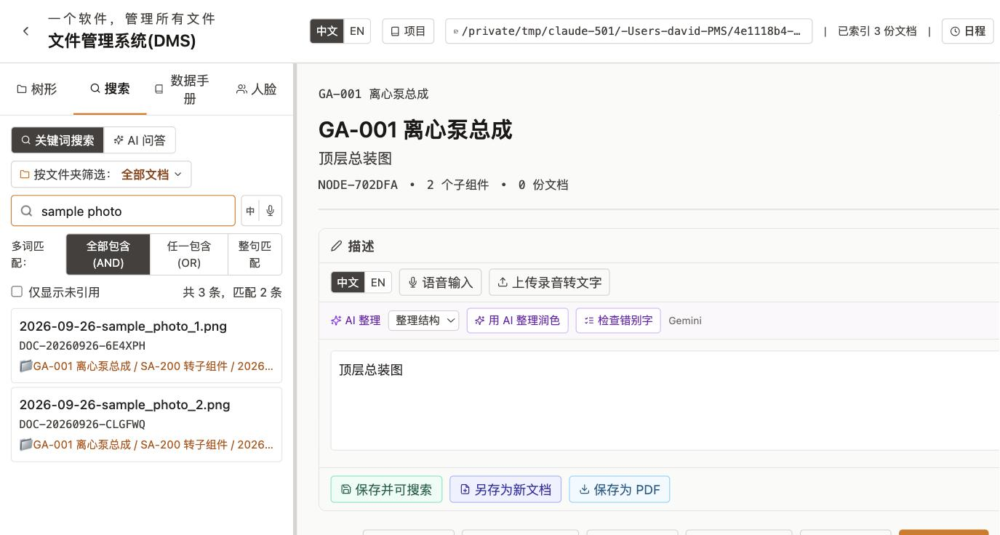 一个软件，管理所有文件
文件管理系统(DMS)
中文 EN
项目
/private/tmp/claude-501/-Users-david-PMS/4e1118b4-…
| 已索引 3 份文档 |
日程
树形
搜索
数据手册
人脸
关键词搜索
AI 问答
按文件夹筛选： 全部文档
sample photo
中
多词匹配：
全部包含 (AND)
任一包含 (OR)
整句匹配
仅显示未引用
共 3 条，匹配 2 条
2026-09-26-sample_photo_1.png
DOC-20260926-6E4XPH
GA-001 离心泵总成 / SA-200 转子组件 / 2026…
2026-09-26-sample_photo_2.png
DOC-20260926-CLGFWQ
GA-001 离心泵总成 / SA-200 转子组件 / 2026…
GA-001 离心泵总成
GA-001 离心泵总成
顶层总装图
NODE-702DFA • 2 个子组件 • 0 份文档
描述
中文 EN
语音输入
上传录音转文字
AI 整理
整理结构
用 AI 整理润色
检查错别字
Gemini
顶层总装图
保存并可搜索
另存为新文档
保存为 PDF